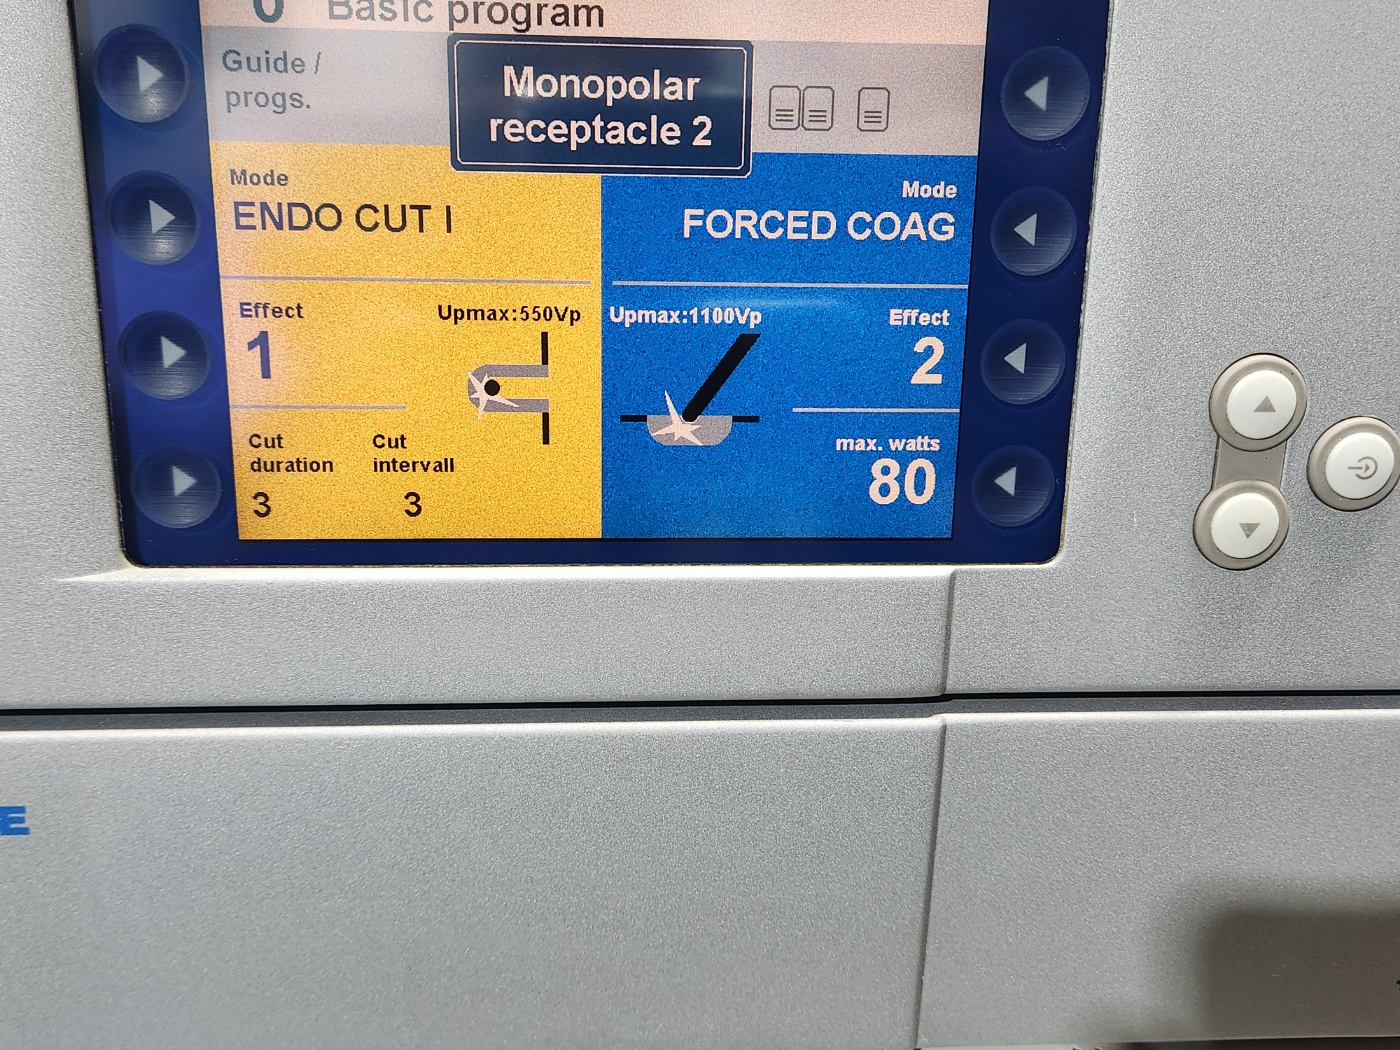 0 Basic program
Guide /
progs.
Monopolar
receptacle 2
Mode
ENDO CUT I
Effect
1
Upmax:550Vp
Cut
duration
3
Cut
intervall
3
Mode
FORCED COAG
Upmax:1100Vp
Effect
2
max. watts
80
E